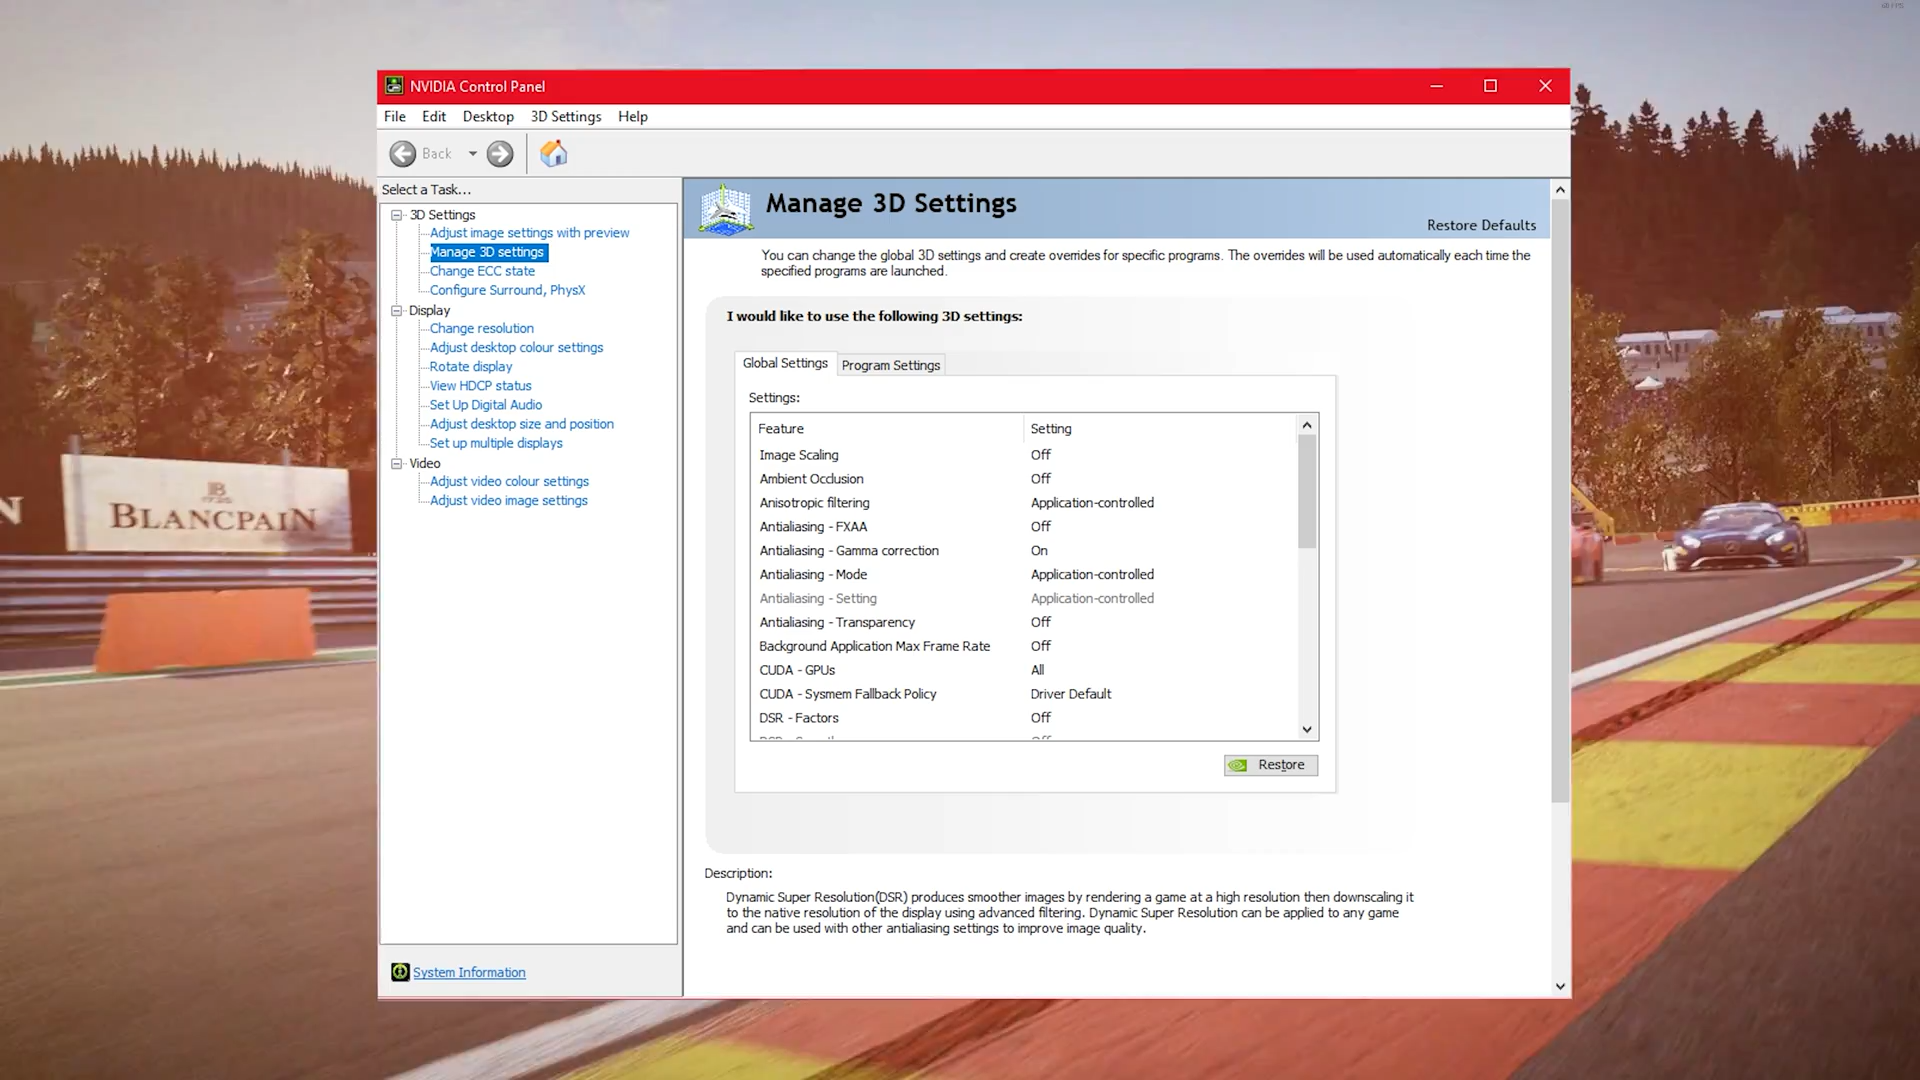 NVIDIA Control Panel
File Edit Desktop 3D Settings Help
Back
Select a Task...
3D Settings
Adjust image settings with preview
Manage 3D settings
Change ECC state
Configure Surround, PhysX
Display
Change resolution
Adjust desktop colour settings
Rotate display
View HDCP status
Set Up Digital Audio
Adjust desktop size and position
Set up multiple displays
Video
Adjust video colour settings
Adjust video image settings
System Information
Manage 3D Settings
Restore Defaults
You can change the global 3D settings and create overrides for specific programs. The overrides will be used automatically each time the
specified programs are launched.
I would like to use the following 3D settings:
Global Settings Program Settings
Settings:
Feature Setting
Image Scaling Off
Ambient Occlusion Off
Anisotropic filtering Application-controlled
Antialiasing - FXAA Off
Antialiasing - Gamma correction On
Antialiasing - Mode Application-controlled
Antialiasing - Setting Application-controlled
Antialiasing - Transparency Off
Background Application Max Frame Rate Off
CUDA - GPUs All
CUDA - Sysmem Fallback Policy Driver Default
DSR - Factors Off
Restore
Description:
Dynamic Super Resolution(DSR) produces smoother images by rendering a game at a high resolution then downscaling it
to the native resolution of the display using advanced filtering. Dynamic Super Resolution can be applied to any game
and can be used with other antialiasing settings to improve image quality.
N
B
BLANCPAIN